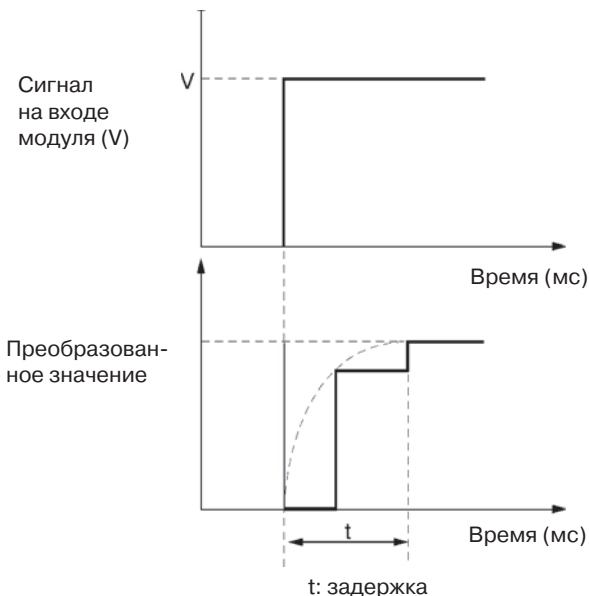 Сигнал
на входе
модуля (V)
V
Время (мс)
Преобразован-
ное значение
t
Время (мс)
t: задержка